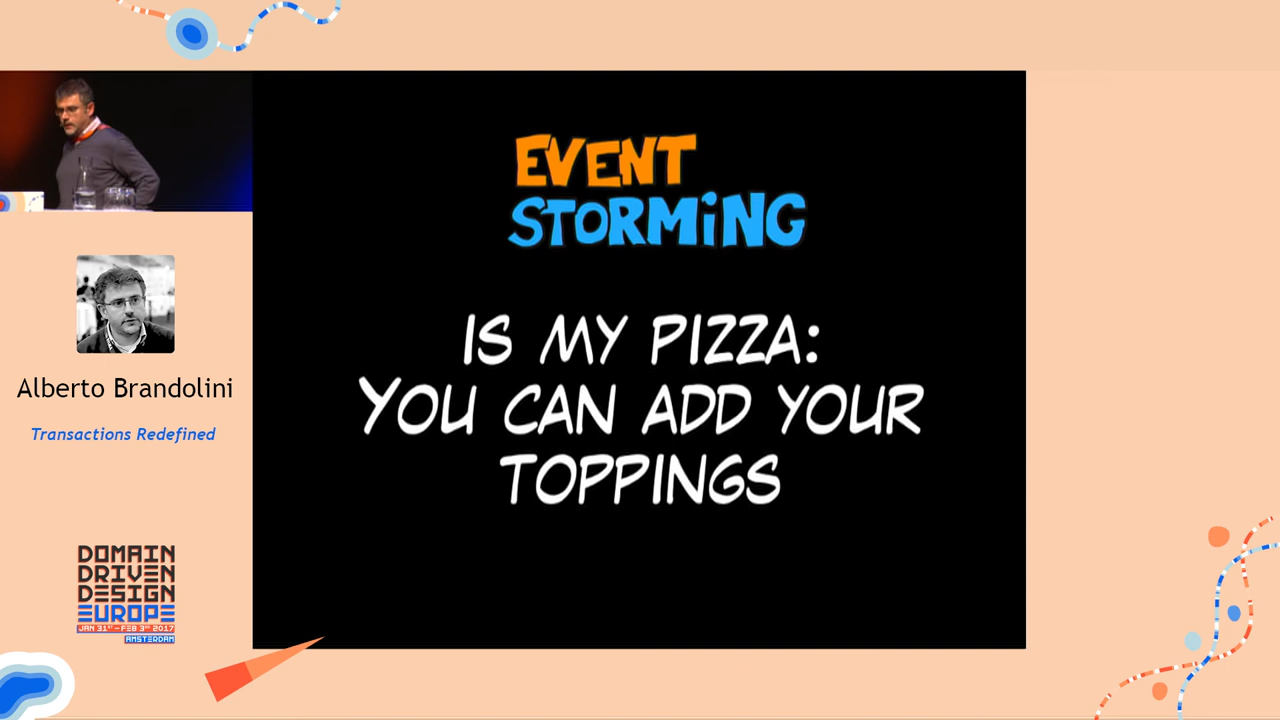 EVENT
STORMiNG
IS MY PIZZA:
YOU CAN ADD YOUR
TOPPINGS
Alberto Brandolini
Transactions Redefined
DOMAIN
DRIVEN
DESIGN
EUROPE
JAN 31ST-FEB 3RD 2017
AMSTERDAM